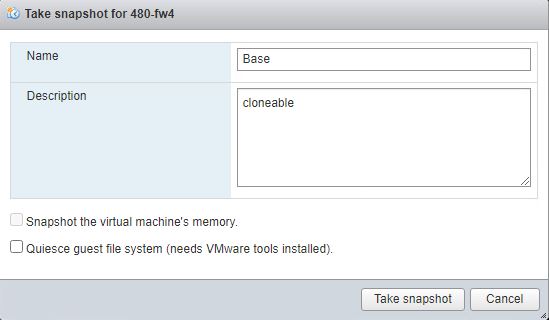 Take snapshot for 480-fw4
Name
Base
Description
cloneable
Snapshot the virtual machine's memory.
Quiesce guest file system (needs VMware tools installed).
Take snapshot
Cancel